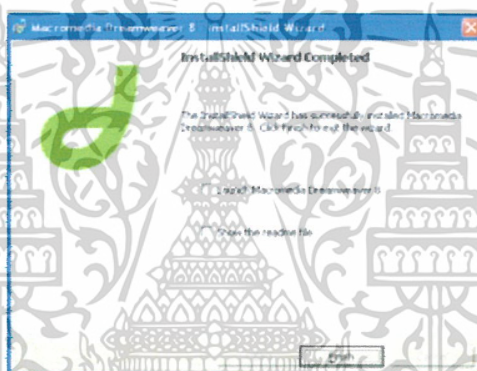 Macromedia Dreamweaver 8 - InstallShield Wizard
InstallShield Wizard Completed
The InstallShield Wizard has successfully installed Macromedia
Dreamweaver 8. Click Finish to exit the wizard.
Launch Macromedia Dreamweaver 8
Show the readme file
Finish